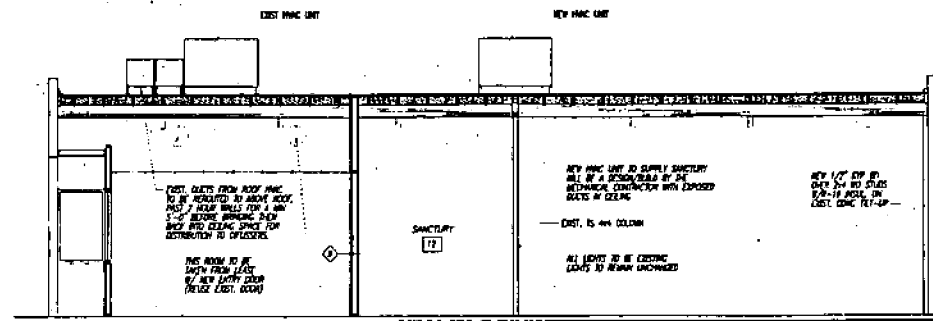 EXIST HVAC UNIT
NEW HVAC UNIT
EXIST. DUCTS FROM ROOF HVAC
TO BE REROUTED TO ABOVE ROOF,
PAST 2 HOUR WALLS FOR A MIN
5'-0" BEFORE BRINGING THEM
BACK INTO CEILING SPACE FOR
DISTRIBUTION TO DIFUSSERS.
THIS ROOM TO BE
TAKEN FROM LEASE
W/ NEW ENTRY DOOR
(REUSE EXIST. DOOR)
SANCTUARY
12
NEW HVAC UNIT TO SUPPLY SANCTUARY
WILL BE A DESIGN/BUILD BY THE
MECHANICAL CONTRACTOR WITH EXPOSED
DUCTS IN CEILING
EXIST. TS 4x4 COLUMN
ALL LIGHTS TO BE EXISTING
LIGHTS TO REMAIN UNCHANGED
NEW 1/2" GYP BD
OVER 2x4 WD STUDS
W/R-19 INSUL. ON
EXIST. CONC TILT-UP